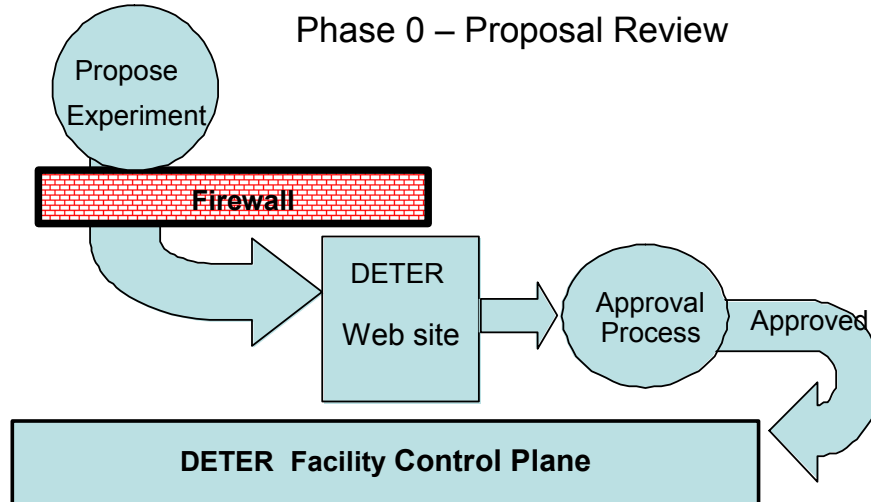 Phase 0 – Proposal Review
Propose
Experiment
Firewall
DETER
Web site
Approval
Process
Approved
DETER Facility Control Plane